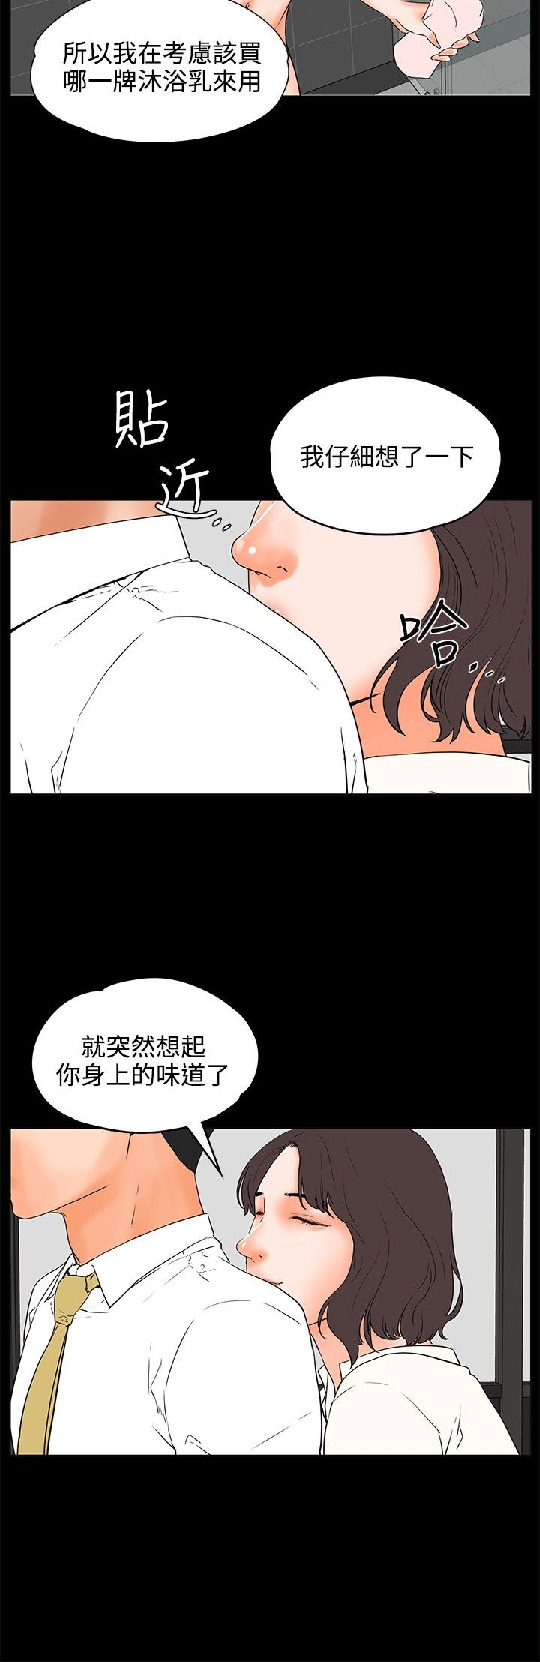 所以我在考慮該買
哪一牌沐浴乳來用
貼近
我仔細想了一下
哈
就突然想起
你身上的味道了